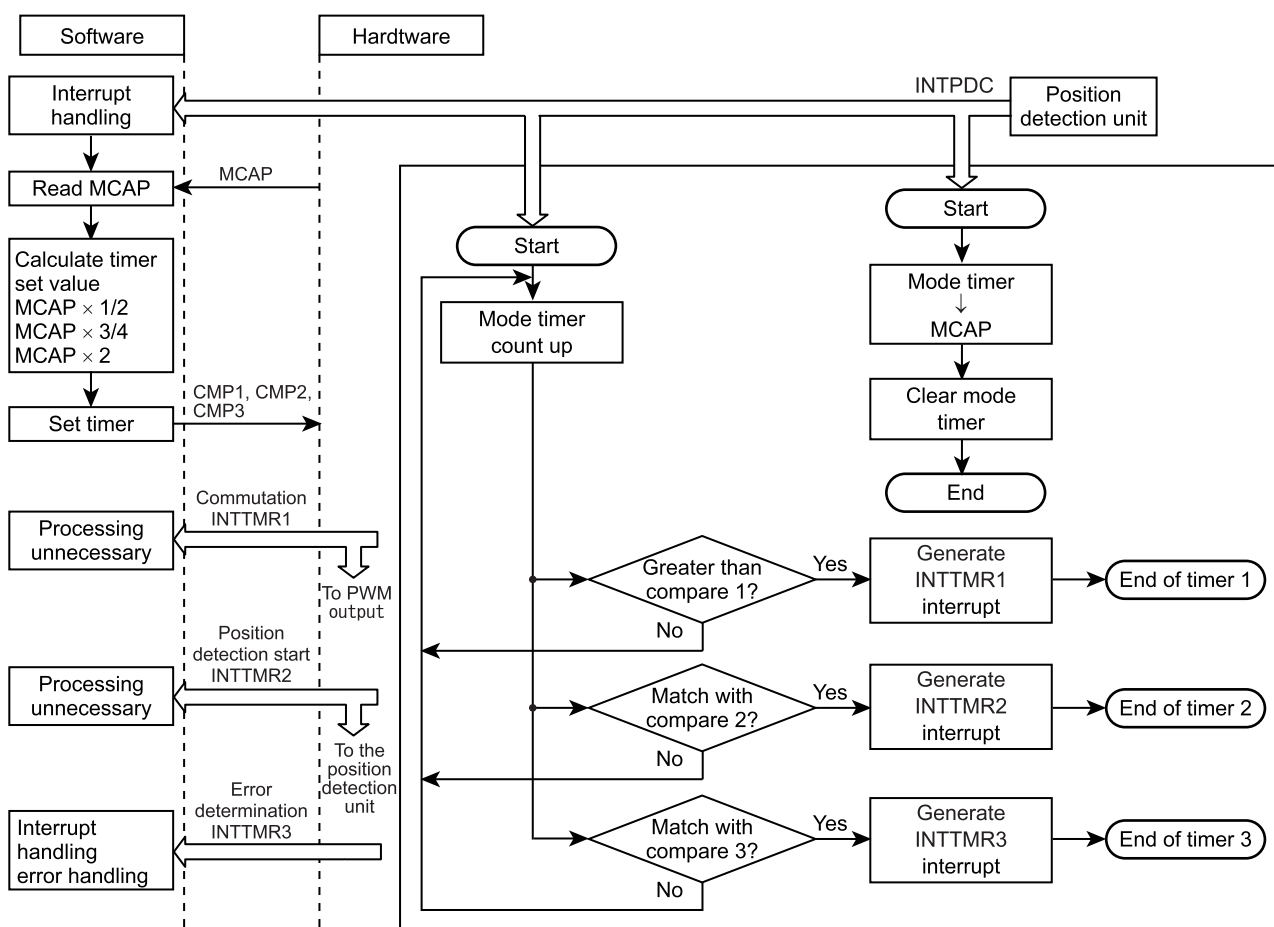 Software
Hardtware
INTPDC
Position
detection unit
Interrupt
handling
MCAP
Read MCAP
Calculate timer
set value
MCAP × 1/2
MCAP × 3/4
MCAP × 2
CMP1, CMP2,
CMP3
Set timer
Start
Mode timer
count up
Start
Mode timer
↓
MCAP
Clear mode
timer
End
Commutation
INTTMR1
Processing
unnecessary
To PWM
output
Greater than
compare 1?
Yes
No
Generate
INTTMR1
interrupt
End of timer 1
Position
detection start
INTTMR2
Processing
unnecessary
To the
position
detection
unit
Match with
compare 2?
Yes
No
Generate
INTTMR2
interrupt
End of timer 2
Error
determination
INTTMR3
Interrupt
handling
error handling
Match with
compare 3?
Yes
No
Generate
INTTMR3
interrupt
End of timer 3